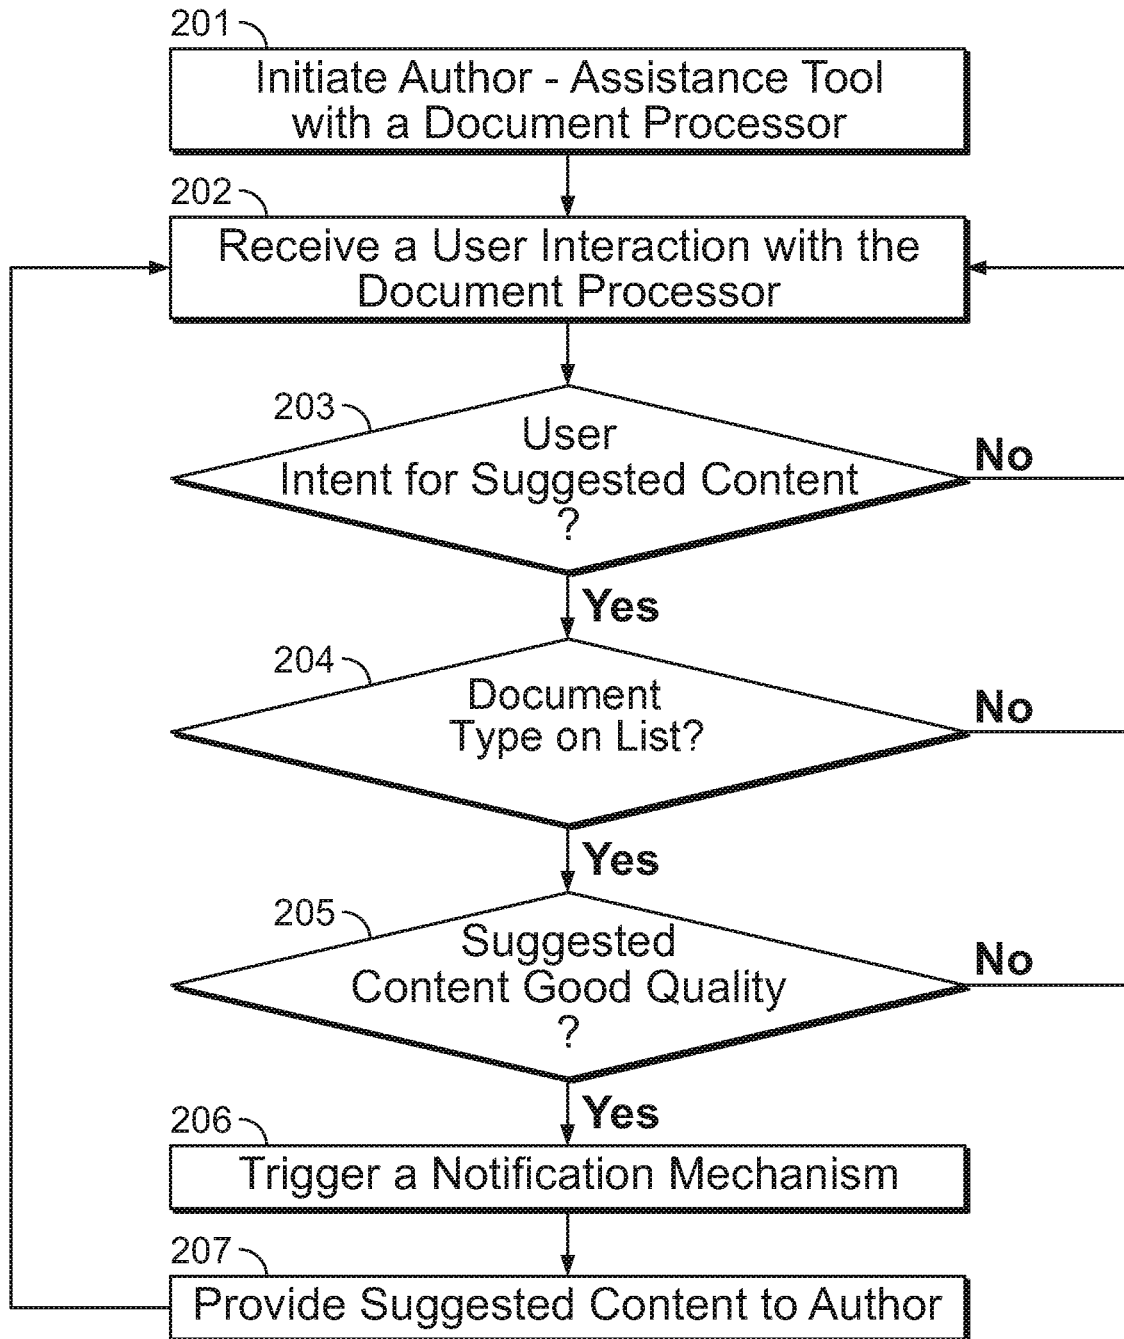 201
Initiate Author - Assistance Tool
with a Document Processor
202
Receive a User Interaction with the
Document Processor
203
User
Intent for Suggested Content
?
No
Yes
204
Document
Type on List?
No
Yes
205
Suggested
Content Good Quality
?
No
Yes
206
Trigger a Notification Mechanism
207
Provide Suggested Content to Author